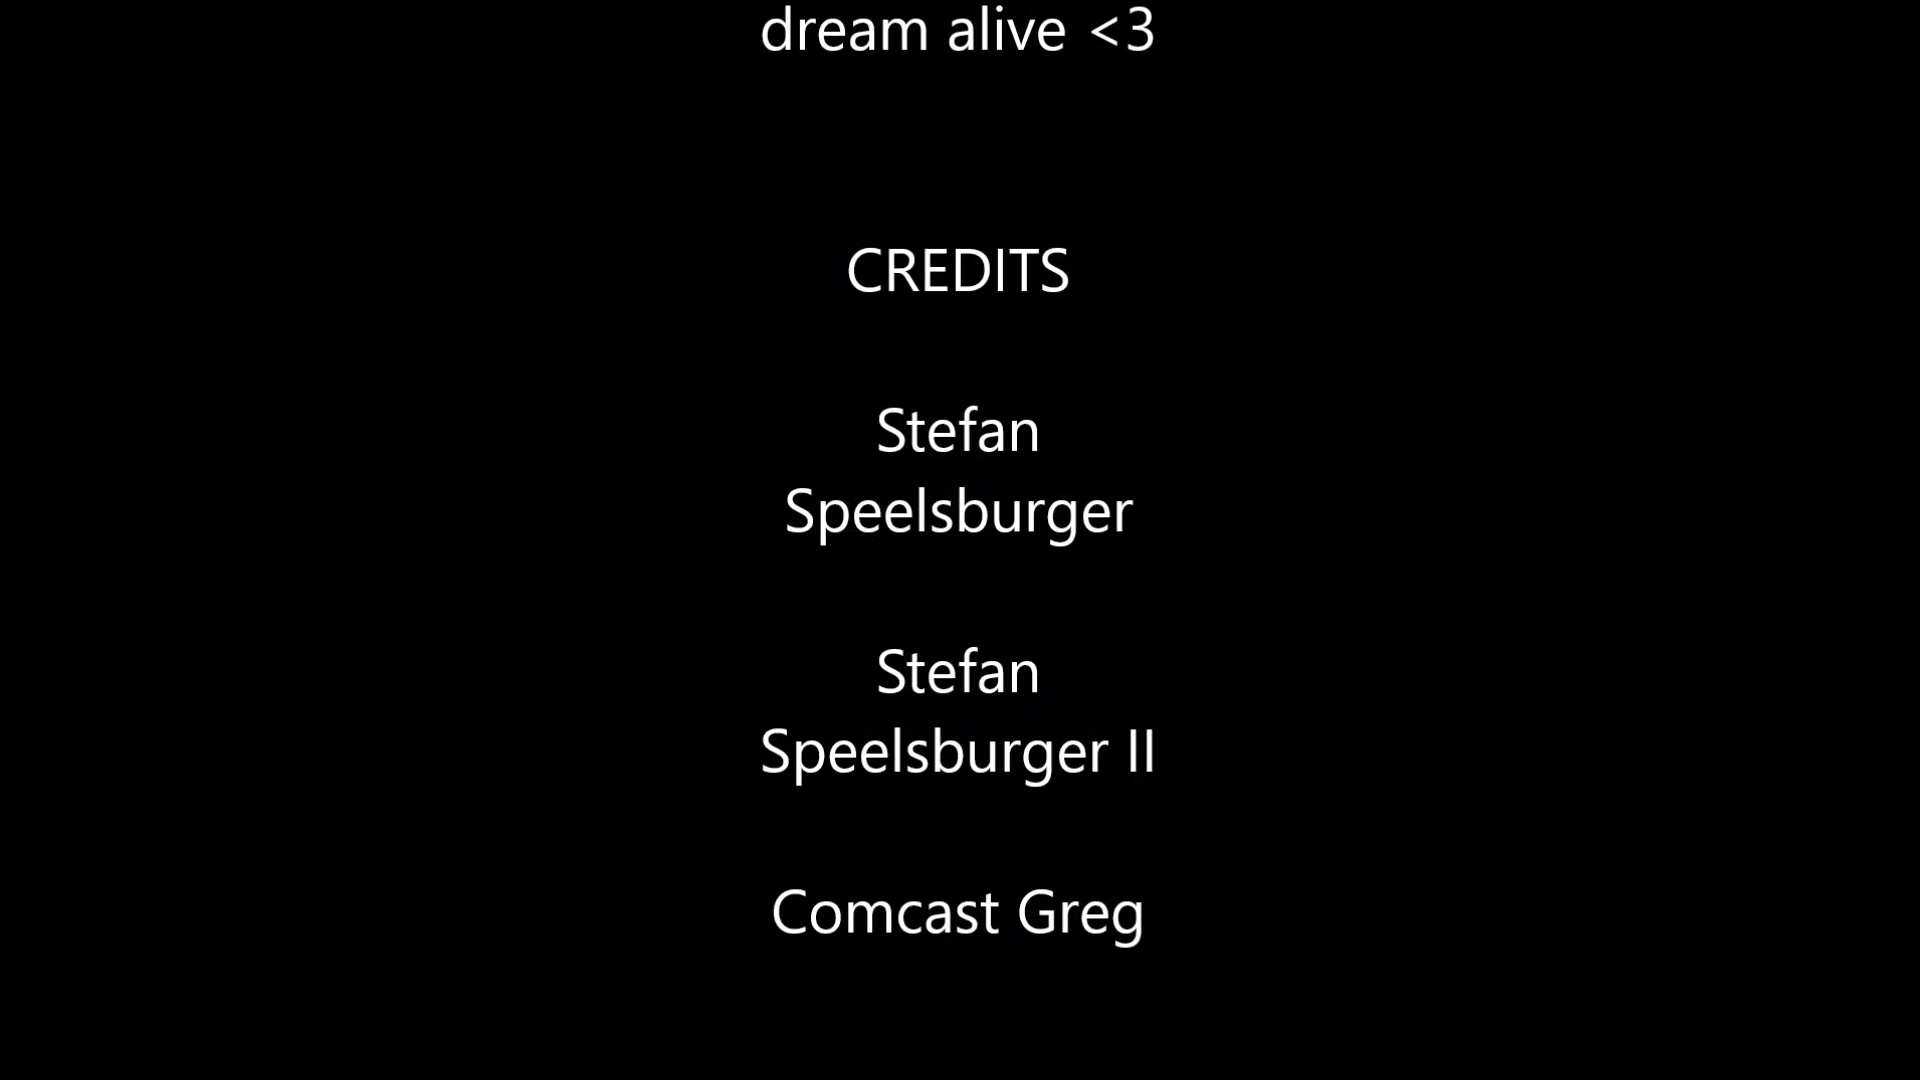 dream alive <3
CREDITS
Stefan
Speelsburger
Stefan
Speelsburger II
Comcast Greg